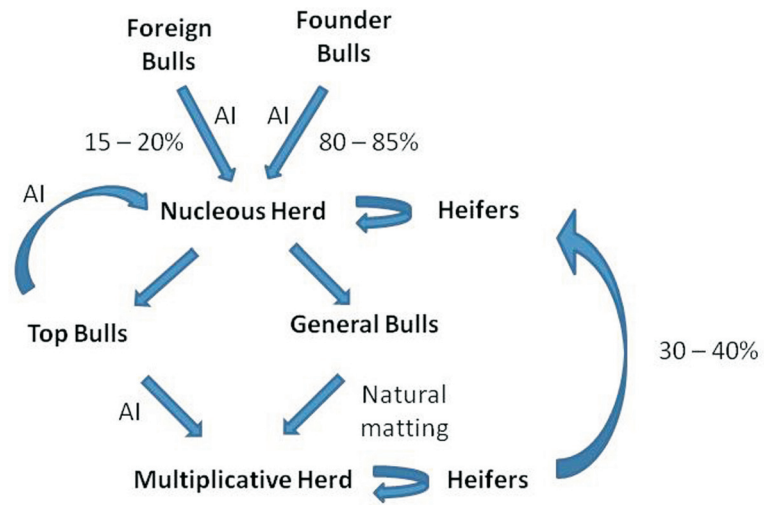 Foreign
Bulls
Founder
Bulls
AI
AI
15 – 20%
80 – 85%
AI
Nucleous Herd
Heifers
Top Bulls
General Bulls
30 – 40%
AI
Natural
matting
Multiplicative Herd
Heifers